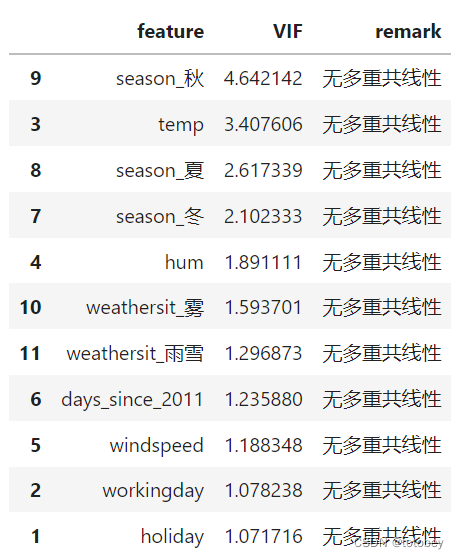 feature VIF remark
9 season_秋 4.642142 无多重共线性
3 temp 3.407606 无多重共线性
8 season_夏 2.617339 无多重共线性
7 season_冬 2.102333 无多重共线性
4 hum 1.891111 无多重共线性
10 weathersit_雾 1.593701 无多重共线性
11 weathersit_雨雪 1.296873 无多重共线性
6 days_since_2011 1.235880 无多重共线性
5 windspeed 1.188348 无多重共线性
2 workingday 1.078238 无多重共线性
1 holiday 1.071716 无多重共线性